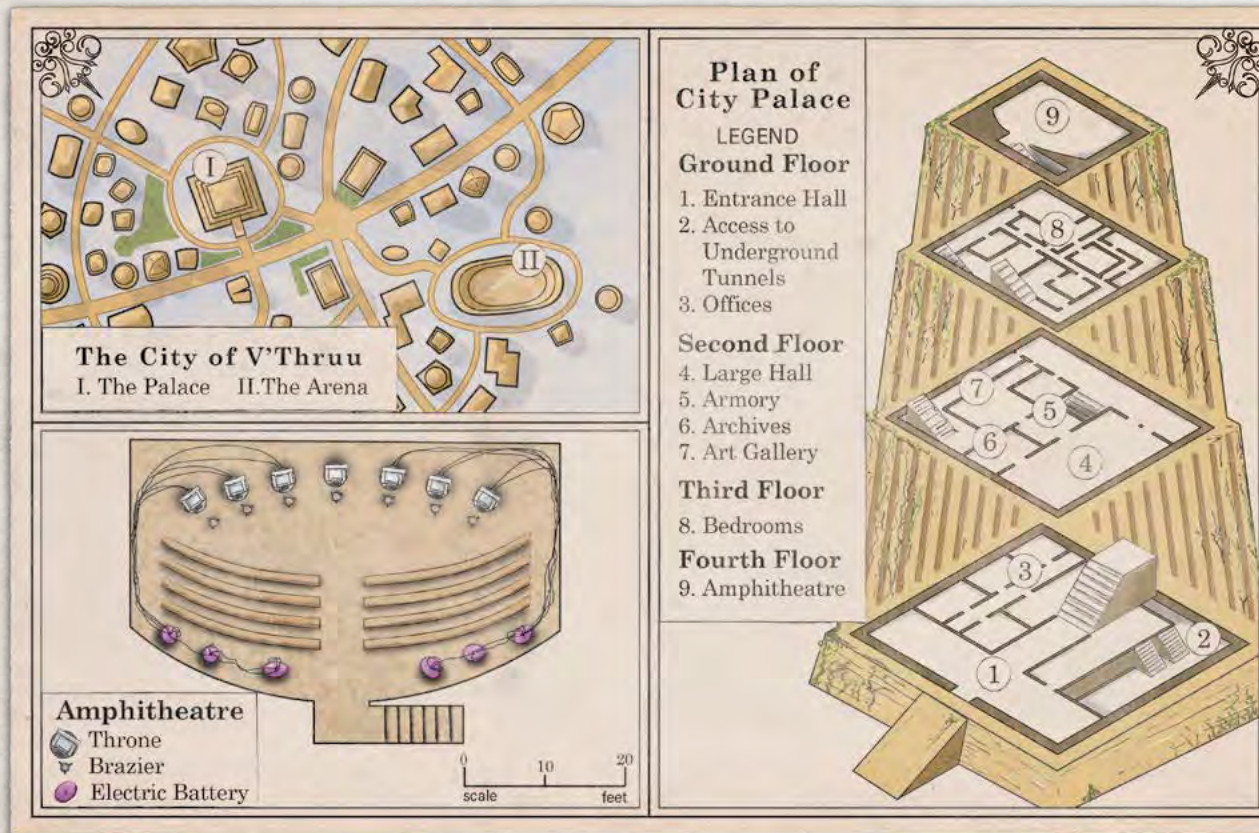 I
II
The City of V'Thruu
I. The Palace II.The Arena
Amphitheatre
Throne
Brazier
Electric Battery
0 10 20
scale feet
Plan of
City Palace
LEGEND
Ground Floor
1. Entrance Hall
2. Access to
Underground
Tunnels
3. Offices
Second Floor
4. Large Hall
5. Armory
6. Archives
7. Art Gallery
Third Floor
8. Bedrooms
Fourth Floor
9. Amphitheatre
9
8
7
5
6
4
3
2
1